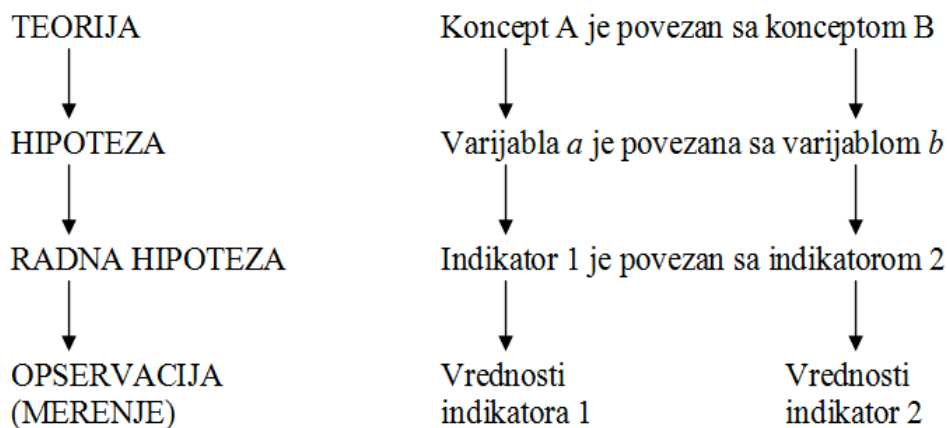 TEORIJA
Koncept A je povezan sa konceptom B
HIPOTEZA
Varijabla a je povezana sa varijablom b
RADNA HIPOTEZA
Indikator 1 je povezan sa indikatorom 2
OPSERVACIJA
(MERENJE)
Vrednosti
indikatora 1
Vrednosti
indikator 2